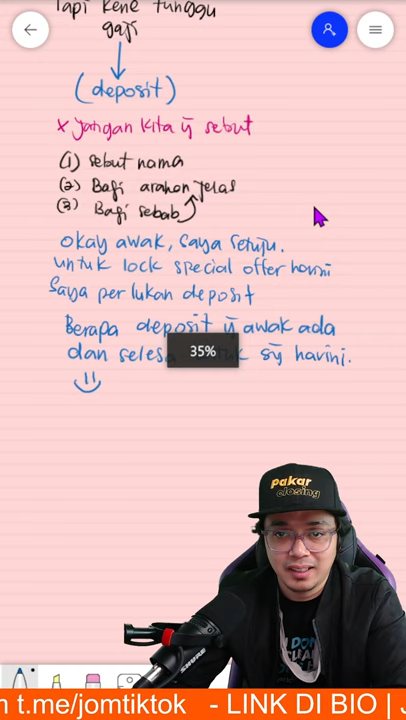 Tapi kene tunggu
gaji
(deposit)
x jangan kita yg sebut
(1) sebut nama
(2) Bagi arahan jelas
(3) Bagi sebab
okay awak, saya setuju.
untuk lock special offer harini
saya perlukan deposit
Berapa deposit yg awak ada
dan selesa harini.
35%
pakar
closing
SHURE
m t.me/jomtiktok - LINK DI BIO | J